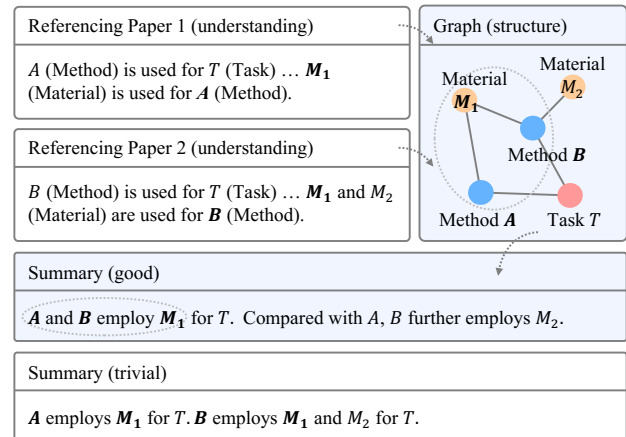 Referencing Paper 1 (understanding)
A (Method) is used for T (Task) … M₁
(Material) is used for A (Method).
Referencing Paper 2 (understanding)
B (Method) is used for T (Task) … M₁ and M₂
(Material) are used for B (Method).
Graph (structure)
Material
M₁
Material
M₂
Method B
Method A
Task T
Summary (good)
A and B employ M₁ for T. Compared with A, B further employs M₂.
Summary (trivial)
A employs M₁ for T. B employs M₁ and M₂ for T.